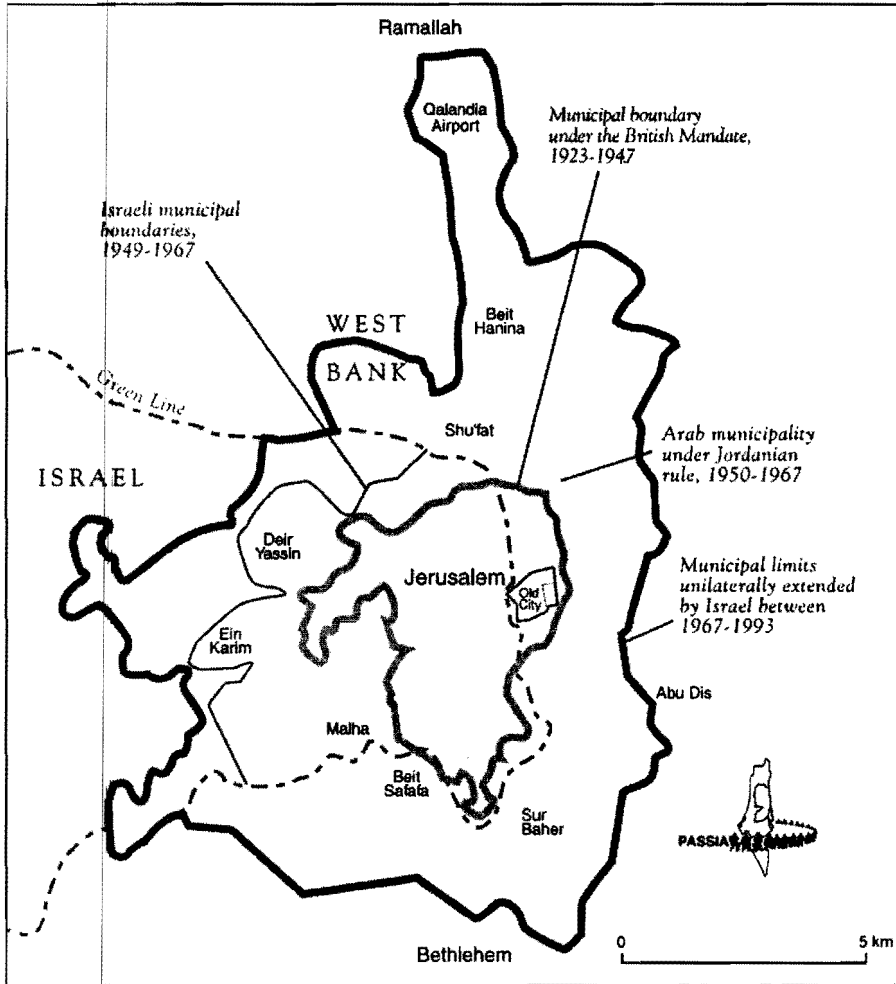 Ramallah
Qalandia
Airport
Municipal boundary
under the British Mandate,
1923-1947
Israeli municipal
boundaries,
1949-1967
Beit
Hanina
WEST
BANK
Green Line
Shu'fat
Arab municipality
under Jordanian
rule, 1950-1967
ISRAEL
Deir
Yassin
Jerusalem
Old
City
Municipal limits
unilaterally extended
by Israel between
1967-1993
Ein
Karim
Abu Dis
Malha
Beit
Safafa
Sur
Baher
PASSIA
Bethlehem
0
5 km